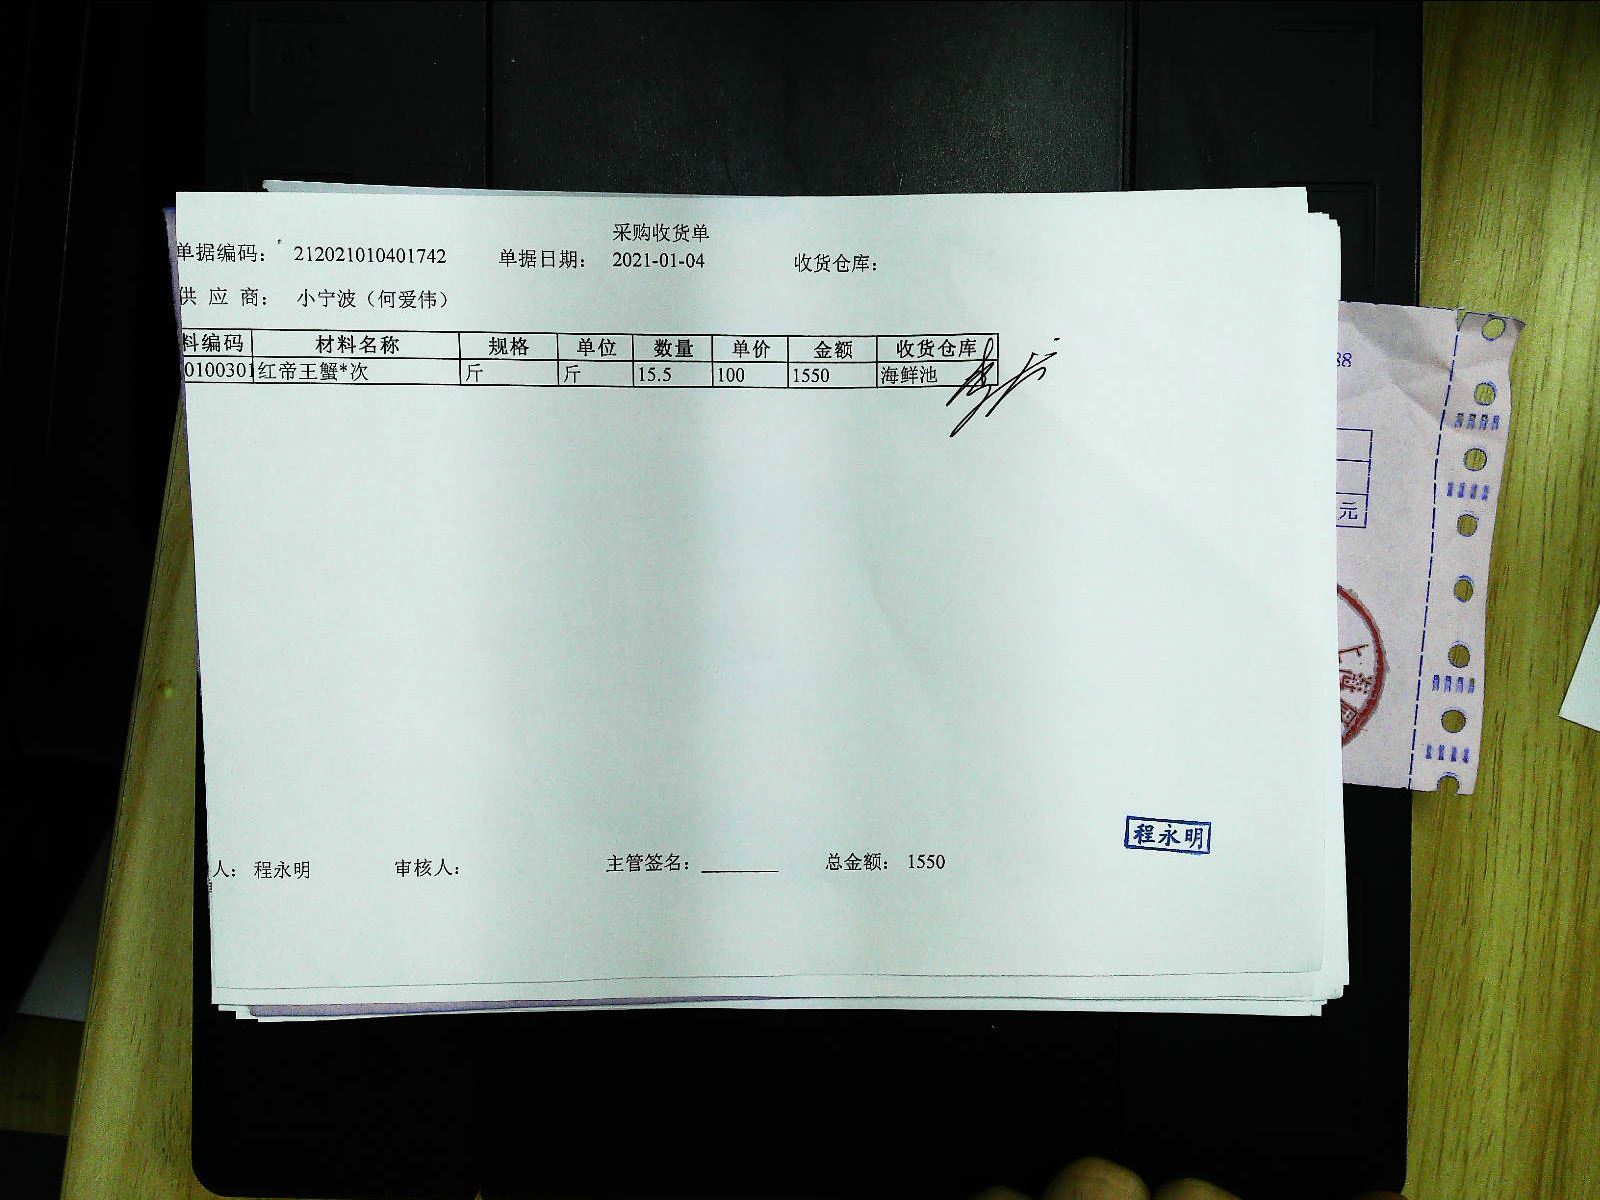 采购收货单
单据编码： 212021010401742 单据日期： 2021-01-04 收货仓库：
供 应 商： 小宁波（何爱伟）
料编码 材料名称 规格 单位 数量 单价 金额 收货仓库
0100301 红帝王蟹*次 斤 斤 15.5 100 1550 海鲜池
88
元
程永明
人： 程永明 审核人： 主管签名： 总金额： 1550